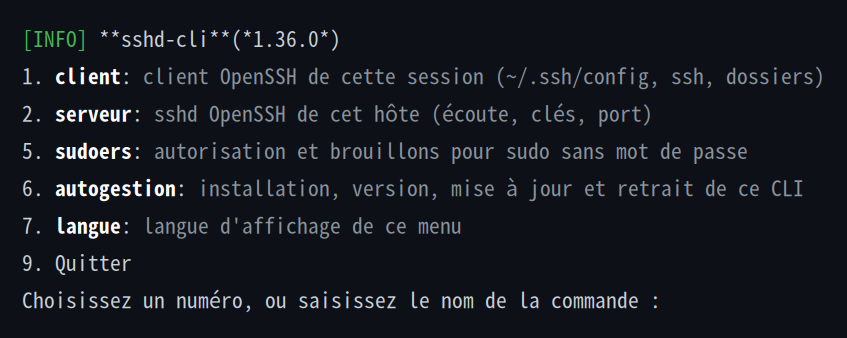 [INFO] **sshd-cli**(*1.36.0*)
1. client: client OpenSSH de cette session (~/.ssh/config, ssh, dossiers)
2. serveur: sshd OpenSSH de cet hôte (écoute, clés, port)
5. sudoers: autorisation et brouillons pour sudo sans mot de passe
6. autogestion: installation, version, mise à jour et retrait de ce CLI
7. langue: langue d'affichage de ce menu
9. Quitter
Choisissez un numéro, ou saisissez le nom de la commande :